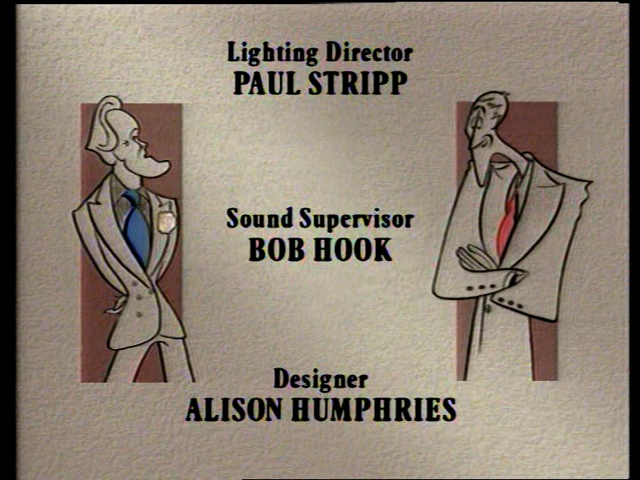 Lighting Director
PAUL STRIPP
Sound Supervisor
BOB HOOK
Designer
ALISON HUMPHRIES